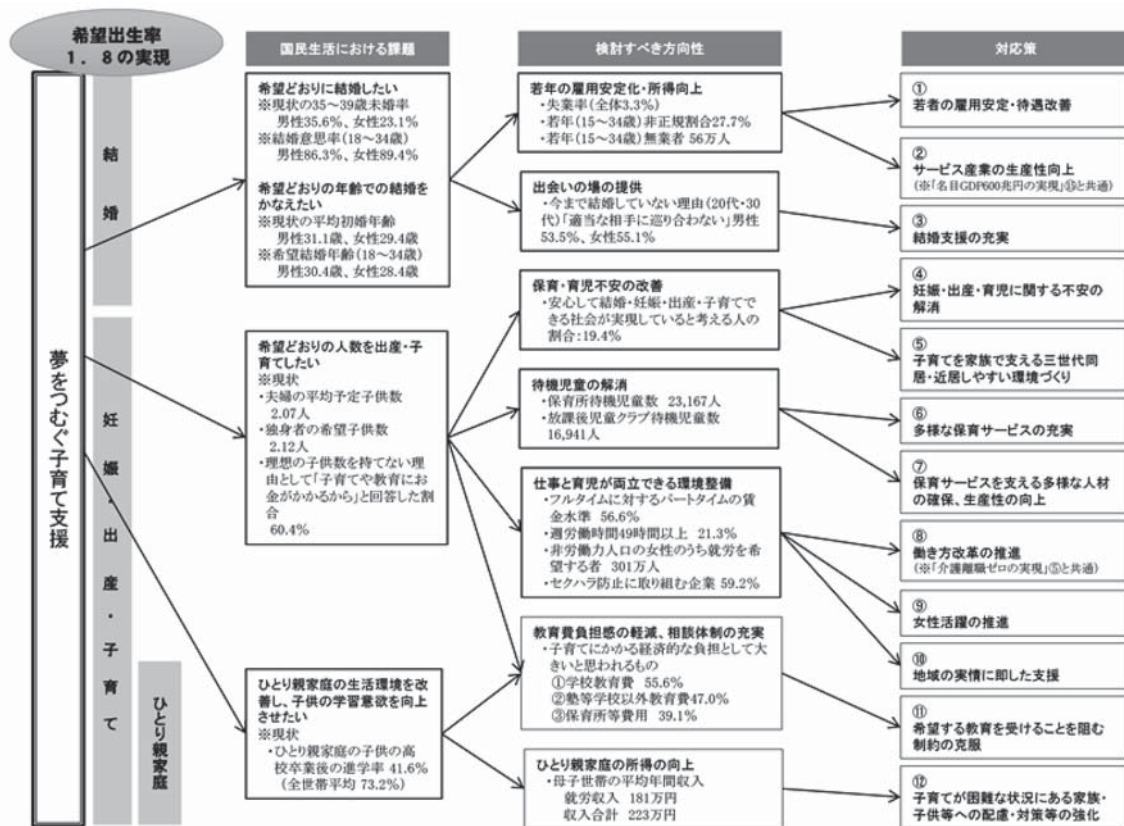 希望出生率
1．8の実現
夢をつむぐ子育て支援
結婚
妊娠・出産・子育て
ひとり親家庭
国民生活における課題
希望どおりに結婚したい
※現状の35～39歳未婚率
男性35.6%、女性23.1%
※結婚意思率(18～34歳)
男性86.3%、女性89.4%
希望どおりの年齢での結婚を
かなえたい
※現状の平均初婚年齢
男性31.1歳、女性29.4歳
※希望結婚年齢(18～34歳)
男性30.4歳、女性28.4歳
希望どおりの人数を出産・子
育てしたい
※現状
・夫婦の平均予定子供数
2.07人
・独身者の希望子供数
2.12人
・理想の子供数を持てない理
由として「子育てや教育にお
金がかかるから」と回答した割
合
60.4%
ひとり親家庭の生活環境を改
善し、子供の学習意欲を向上
させたい
※現状
・ひとり親家庭の子供の高
校卒業後の進学率 41.6%
(全世帯平均 73.2%)
検討すべき方向性
若年の雇用安定化・所得向上
・失業率(全体3.3%)
・若年(15～34歳)非正規割合27.7%
・若年(15～34歳)無業者 56万人
出会いの場の提供
・今まで結婚していない理由(20代・30
代)「適当な相手に巡り合わない」男性
53.5%、女性55.1%
保育・育児不安の改善
・安心して結婚・妊娠・出産・子育てで
きる社会が実現していると考える人の
割合:19.4%
待機児童の解消
・保育所待機児童数 23,167人
・放課後児童クラブ待機児童数
16,941人
仕事と育児が両立できる環境整備
・フルタイムに対するパートタイムの賃
金水準 56.6%
・週労働時間49時間以上 21.3%
・非労働力人口の女性のうち就労を希
望する者 301万人
・セクハラ防止に取り組む企業 59.2%
教育費負担感の軽減、相談体制の充実
・子育てにかかる経済的な負担として大
きいと思われるもの
①学校教育費 55.6%
②塾等学校以外教育費47.0%
③保育所等費用 39.1%
ひとり親家庭の所得の向上
・母子世帯の平均年間収入
就労収入 181万円
収入合計 223万円
対応策
①
若者の雇用安定・待遇改善
②
サービス産業の生産性向上
(※「名目GDP600兆円の実現」⑮と共通)
③
結婚支援の充実
④
妊娠・出産・育児に関する不安の
解消
⑤
子育てを家族で支える三世代同
居・近居しやすい環境づくり
⑥
多様な保育サービスの充実
⑦
保育サービスを支える多様な人材
の確保、生産性の向上
⑧
働き方改革の推進
(※「介護離職ゼロの実現」⑤と共通)
⑨
女性活躍の推進
⑩
地域の実情に即した支援
⑪
希望する教育を受けることを阻む
制約の克服
⑫
子育てが困難な状況にある家族・
子供等への配慮・対策等の強化